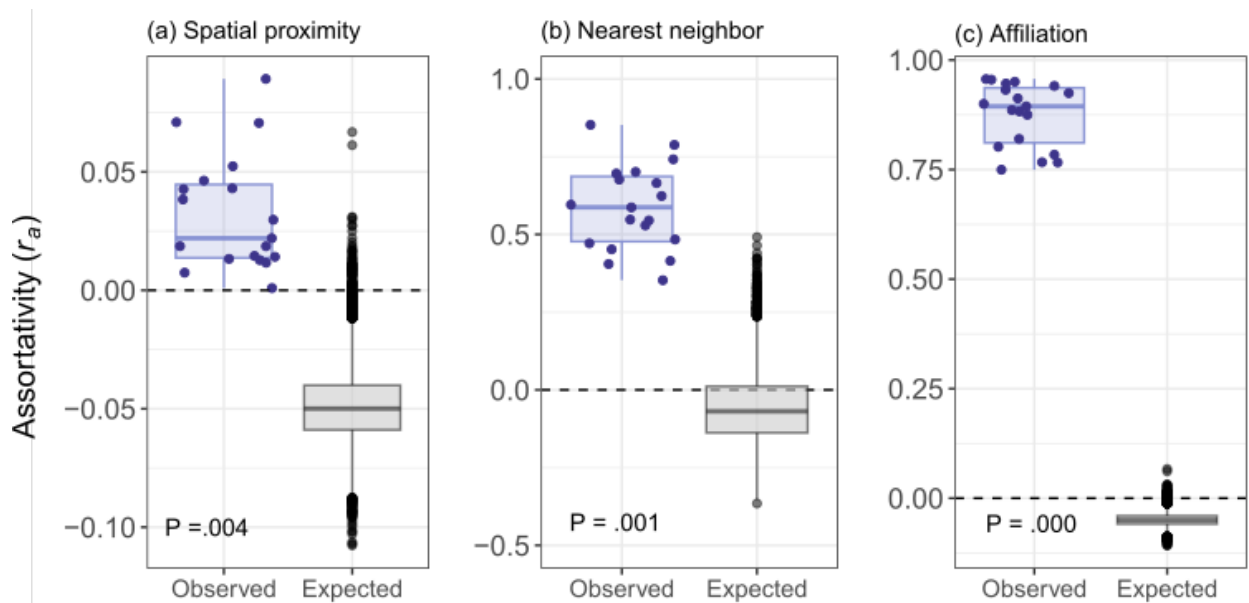 (a) Spatial proximity
(b) Nearest neighbor
(c) Affiliation
Assortativity (rₐ)
0.05
0.00
−0.05
−0.10
P =.004
Observed
Expected
1.0
0.5
0.0
−0.5
P = .001
Observed
Expected
1.00
0.75
0.50
0.25
0.00
P = .000
Observed
Expected